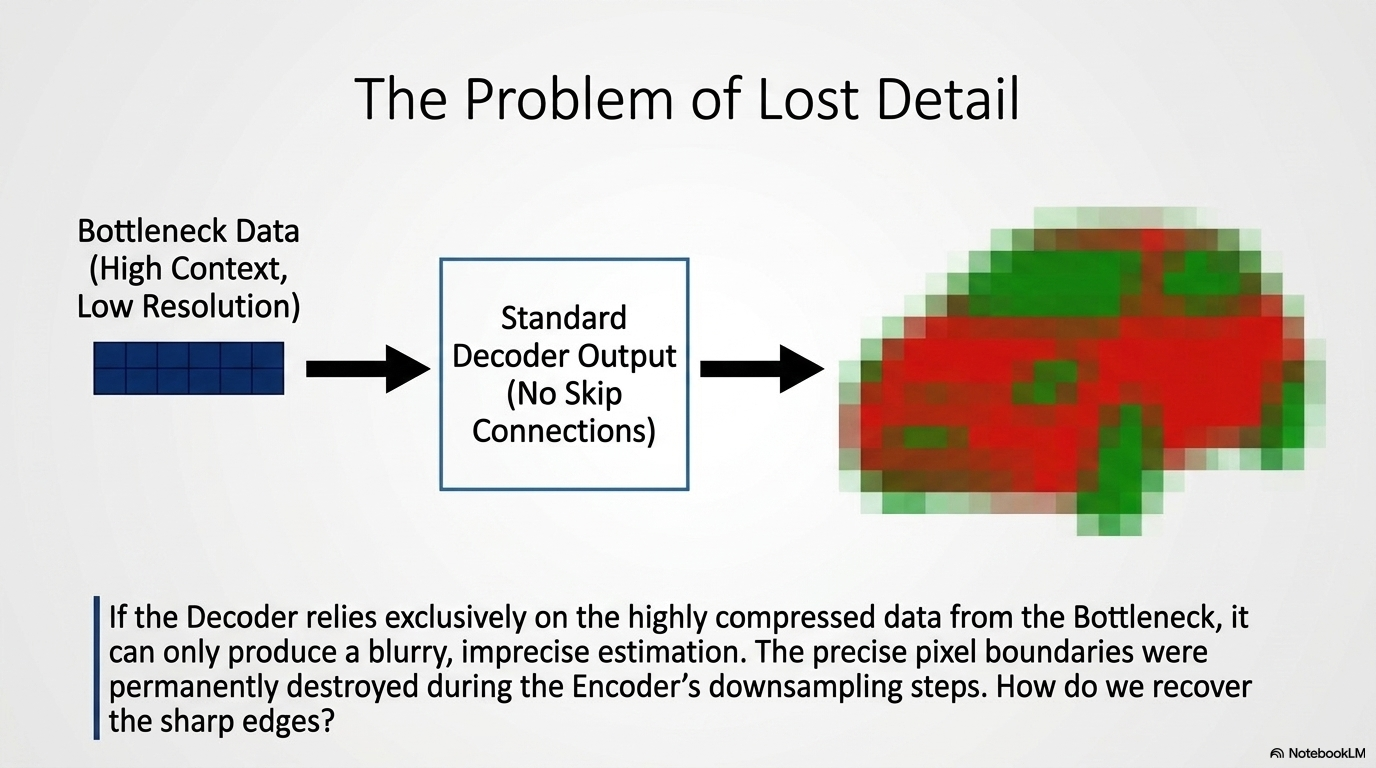 The Problem of Lost Detail
Bottleneck Data
(High Context,
Low Resolution)
Standard
Decoder Output
(No Skip
Connections)
If the Decoder relies exclusively on the highly compressed data from the Bottleneck, it
can only produce a blurry, imprecise estimation. The precise pixel boundaries were
permanently destroyed during the Encoder’s downsampling steps. How do we recover
the sharp edges?
NotebookLM